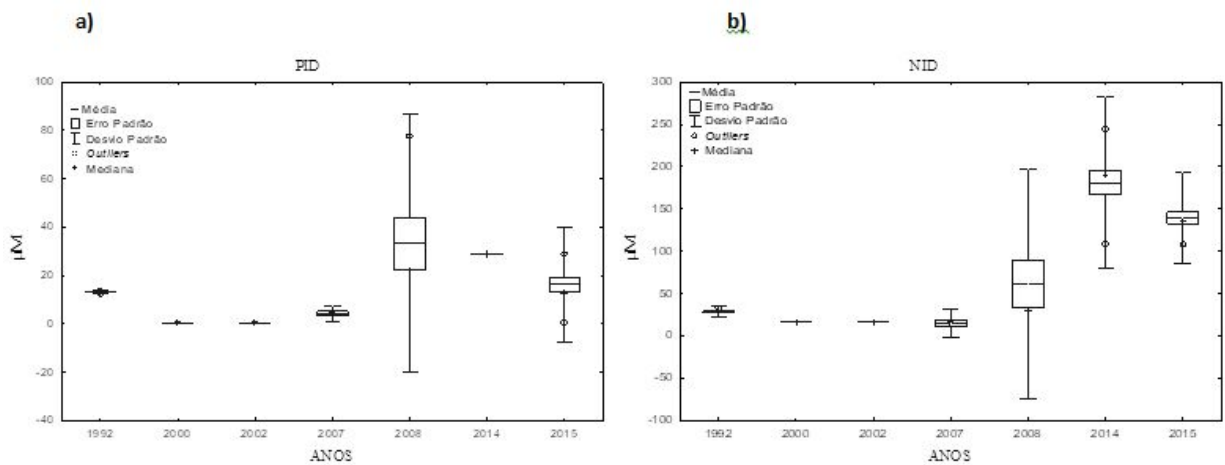 a)
PID
100
80
60
40
20
0
-20
-40
µM
Média
Erro Padrão
Desvio Padrão
Outliers
Mediana
1992 2000 2002 2007 2008 2014 2015
ANOS
b)
NID
300
250
200
150
100
50
0
-50
-100
µM
Média
Erro Padrão
Desvio Padrão
Outliers
Mediana
1992 2000 2002 2007 2008 2014 2015
ANOS